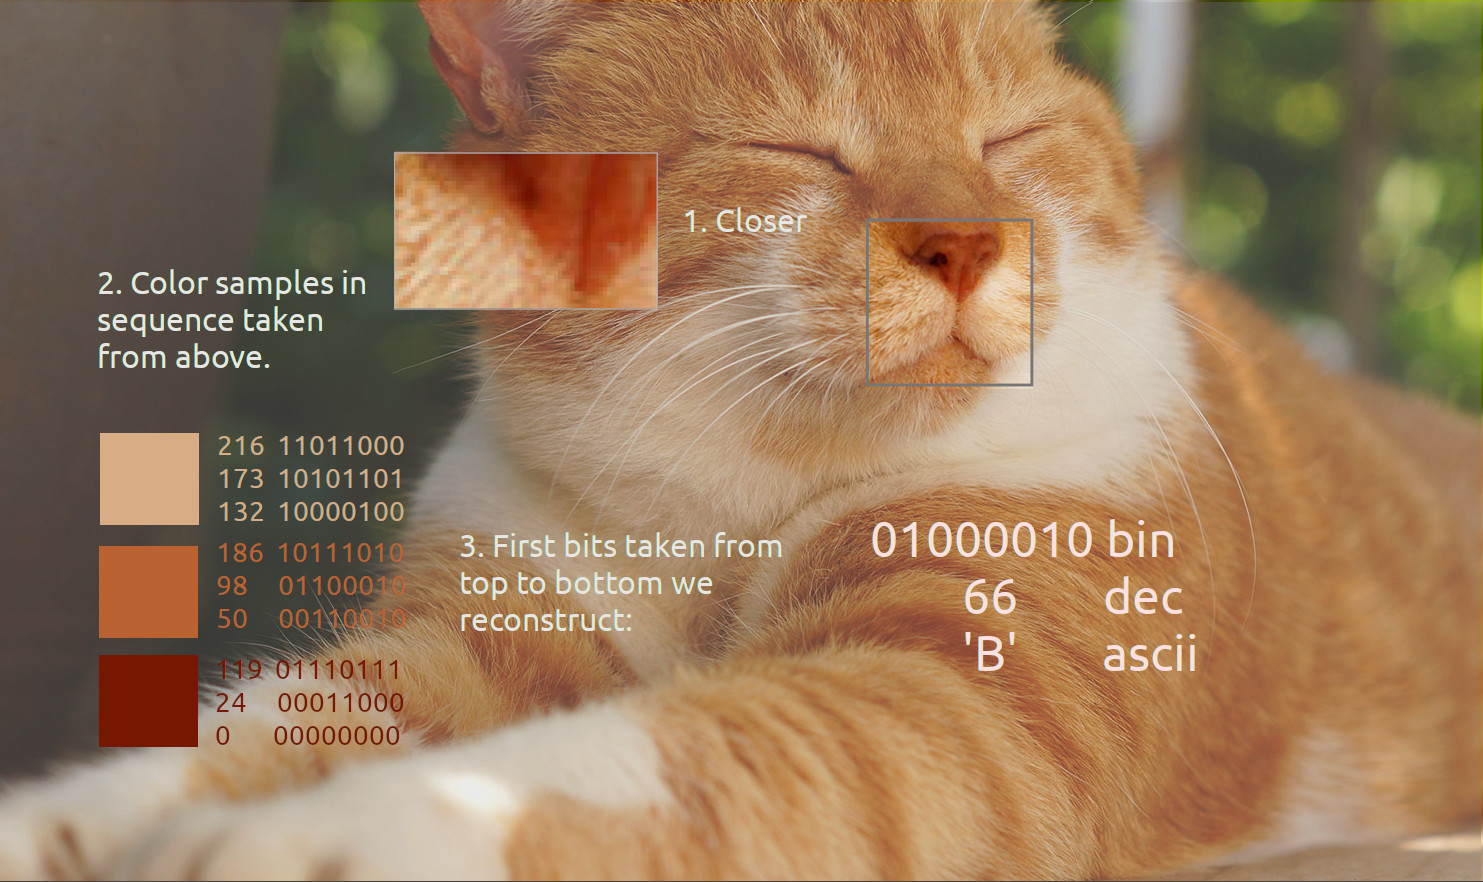 1. Closer
2. Color samples in
sequence taken
from above.
216 11011000
173 10101101
132 10000100
186 10111010
98 01100010
50 00110010
119 01110111
24 00011000
0 00000000
3. First bits taken from
top to bottom we
reconstruct:
01000010 bin
66 dec
'B' ascii